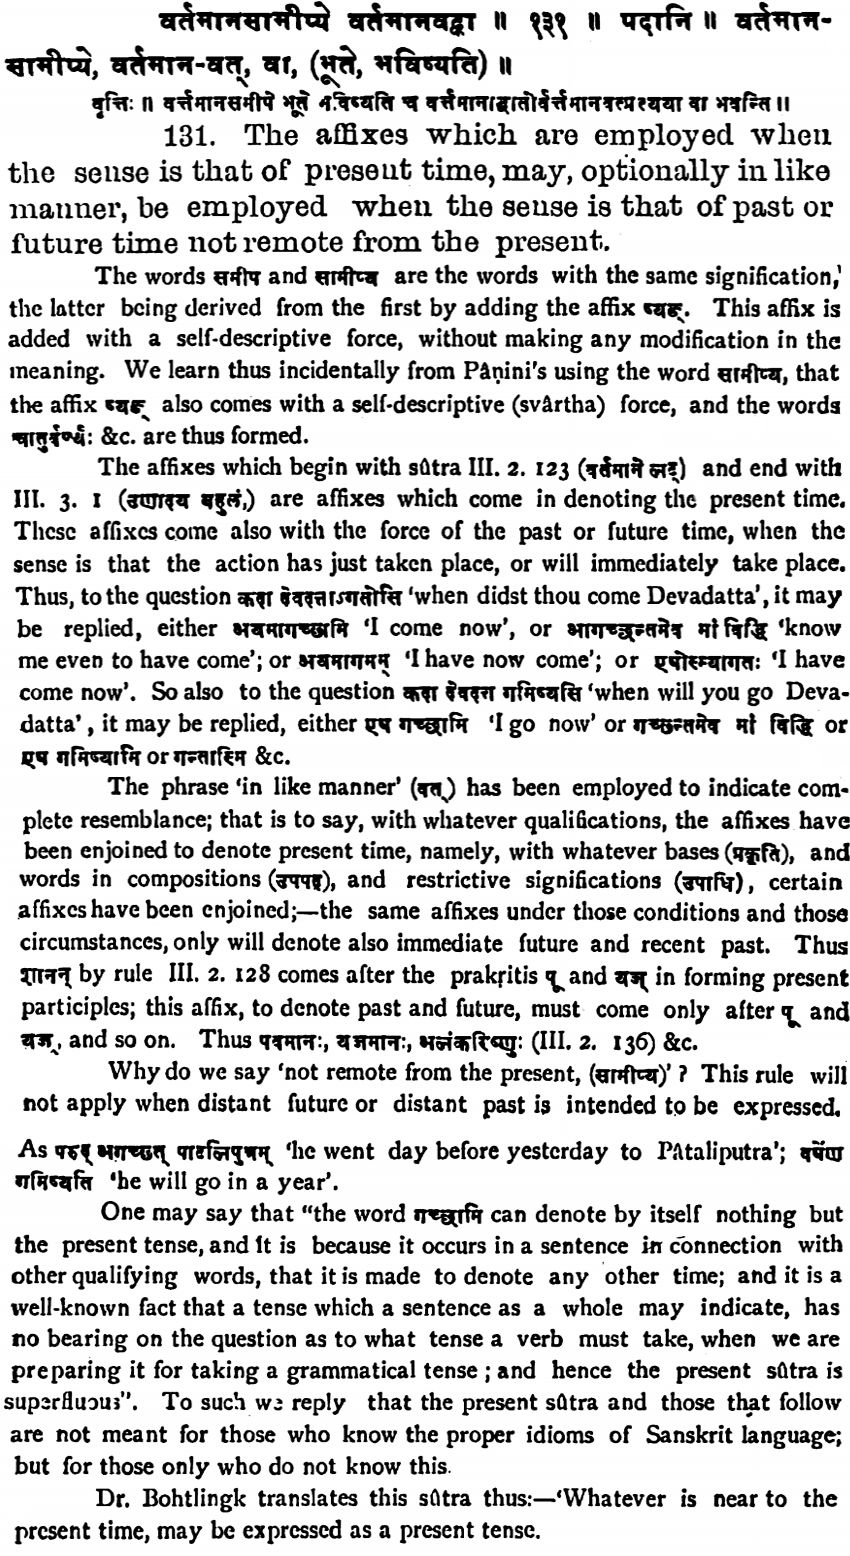 वर्तमानसामीप्ये वर्तमानवद्वा ॥ १३१ ॥ पदानि ॥ वर्तमान-
सामीप्ये, वर्तमान-वत्, वा, (भूते, भविष्यति) ॥
वृत्तिः ॥ वर्त्तमानसमीपे भूते भविष्यति च वर्त्तमानाद्धातोर्वर्त्तमानवत्प्रत्यया वा भवन्ति ॥
131. The affixes which are employed when
the sense is that of present time, may, optionally in like
manner, be employed when the sense is that of past or
future time not remote from the present.
The words समीप and सामीप्य are the words with the same signification,
the latter being derived from the first by adding the affix ष्यङ्. This affix is
added with a self-descriptive force, without making any modification in the
meaning. We learn thus incidentally from Pâṇini's using the word सामीप्य, that
the affix ष्यङ् also comes with a self-descriptive (svârtha) force, and the words
चातुर्वर्ण्यः &c. are thus formed.
The affixes which begin with sûtra III. 2. 123 (वर्तमाने लट्) and end with
III. 3. 1 (उणादय बहुलं,) are affixes which come in denoting the present time.
These affixes come also with the force of the past or future time, when the
sense is that the action has just taken place, or will immediately take place.
Thus, to the question कदा देवदत्ताऽगतोसि 'when didst thou come Devadatta', it may
be replied, either अयमागच्छामि 'I come now', or आगच्छन्तमेव मां विद्धि 'know
me even to have come'; or अयमागमम् 'I have now come'; or एषोस्म्यागतः 'I have
come now'. So also to the question कदा देवदत्त गमिष्यसि 'when will you go Deva-
datta', it may be replied, either एष गच्छामि 'I go now' or गच्छन्तमेव मां विद्धि or
एष गमिष्यामि or गन्तास्मि &c.
The phrase 'in like manner' (वत्) has been employed to indicate com-
plete resemblance; that is to say, with whatever qualifications, the affixes have
been enjoined to denote present time, namely, with whatever bases (प्रकृति), and
words in compositions (उपपद), and restrictive significations (उपाधि), certain
affixes have been enjoined;—the same affixes under those conditions and those
circumstances, only will denote also immediate future and recent past. Thus
शानन् by rule III. 2. 128 comes after the prakṛitis पू and यज् in forming present
participles; this affix, to denote past and future, must come only after पू and
यज्, and so on. Thus पवमानः, यजमानः, अलंकरिष्णुः (III. 2. 136) &c.
Why do we say 'not remote from the present, (सामीप्य)' ? This rule will
not apply when distant future or distant past is intended to be expressed.
As परुत् अगच्छत् पाटलिपुत्रम् 'he went day before yesterday to Pâtaliputra'; वर्षेण
गमिष्यति 'he will go in a year'.
One may say that "the word गच्छामि can denote by itself nothing but
the present tense, and it is because it occurs in a sentence in connection with
other qualifying words, that it is made to denote any other time; and it is a
well-known fact that a tense which a sentence as a whole may indicate, has
no bearing on the question as to what tense a verb must take, when we are
preparing it for taking a grammatical tense ; and hence the present sûtra is
superfluous". To such we reply that the present sûtra and those that follow
are not meant for those who know the proper idioms of Sanskrit language;
but for those only who do not know this.
Dr. Bohtlingk translates this sûtra thus:—'Whatever is near to the
present time, may be expressed as a present tense.